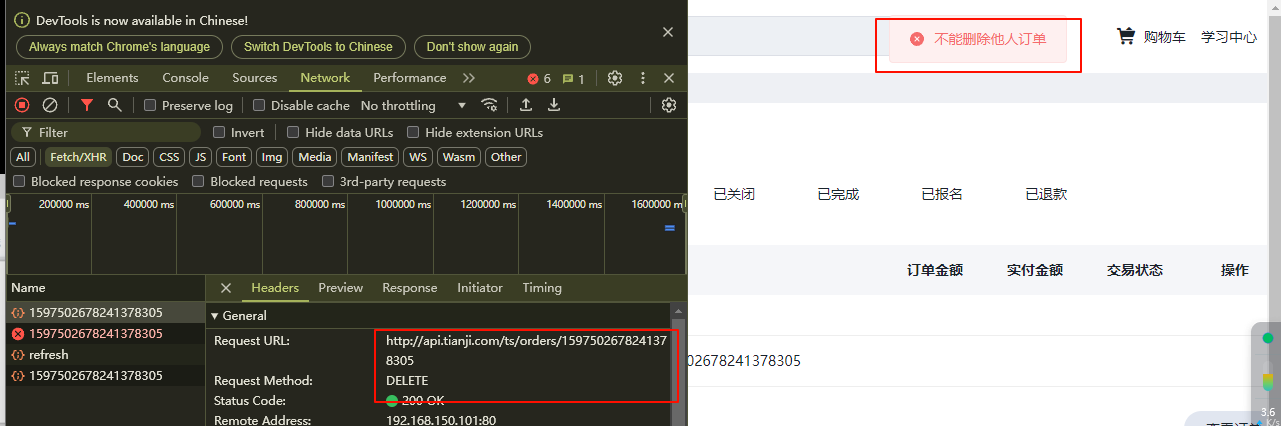 DevTools is now available in Chinese!
Always match Chrome's language Switch DevTools to Chinese Don't show again
Elements Console Sources Network Performance 6 1
Preserve log Disable cache No throttling
Filter Invert Hide data URLs Hide extension URLs
All Fetch/XHR Doc CSS JS Font Img Media Manifest WS Wasm Other
Blocked response cookies Blocked requests 3rd-party requests
200000 ms 400000 ms 600000 ms 800000 ms 1000000 ms 1200000 ms 1400000 ms 1600000 ms
Name
1597502678241378305
1597502678241378305
refresh
1597502678241378305
Headers Preview Response Initiator Timing
General
Request URL: http://api.tianji.com/ts/orders/159750267824137
8305
Request Method: DELETE
Status Code: 200 OK
Remote Address: 192.168.150.101:80
不能删除他人订单
购物车 学习中心
已关闭 已完成 已报名 已退款
订单金额 实付金额 交易状态 操作
02678241378305
3.6
K/s